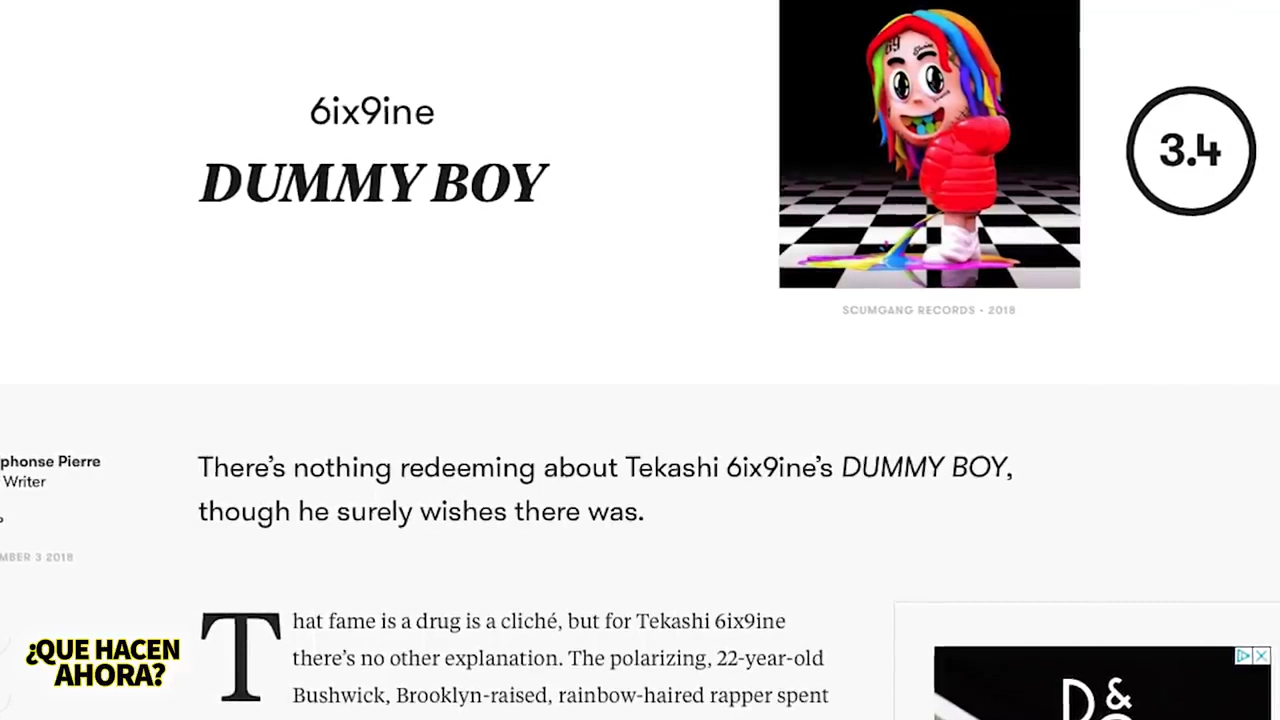 6ix9ine
DUMMY BOY
69
3.4
SCUMGANG RECORDS • 2018
phonse Pierre
Writer
MBER 3 2018
There's nothing redeeming about Tekashi 6ix9ine's DUMMY BOY,
though he surely wishes there was.
That fame is a drug is a cliché, but for Tekashi 6ix9ine
there's no other explanation. The polarizing, 22-year-old
Bushwick, Brooklyn-raised, rainbow-haired rapper spent
¿QUE HACEN
AHORA?
D &